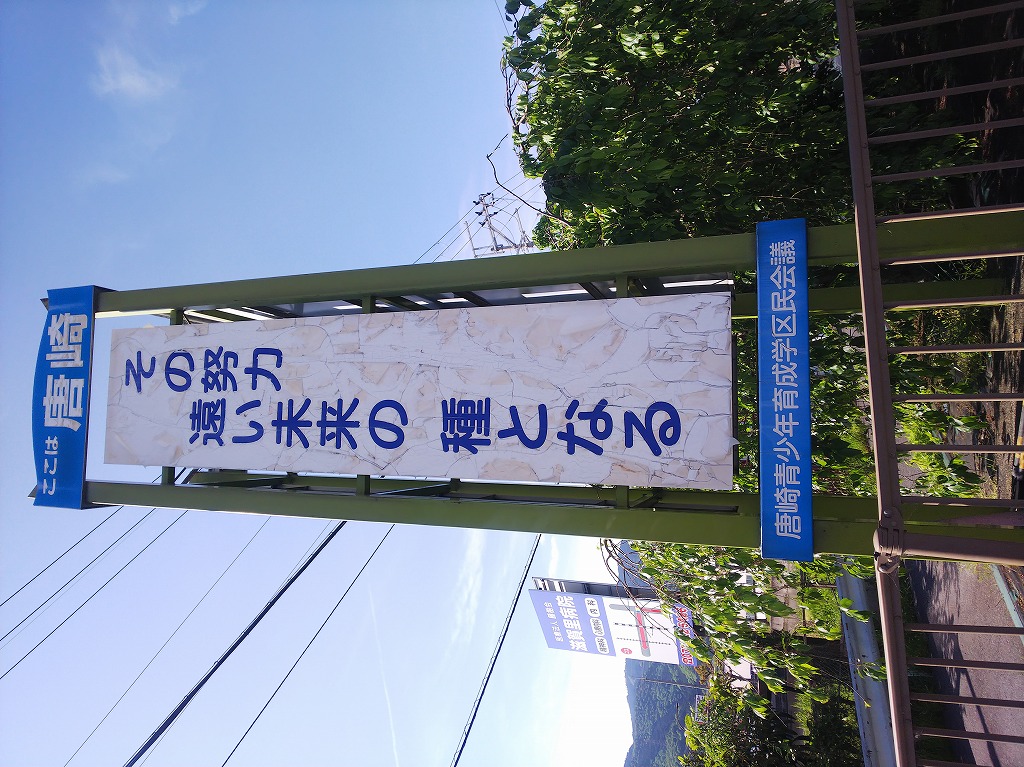 ここは 唐崎
その努力
遠い未来の 種となる
唐崎青少年育成学区民会議
滋賀里病院